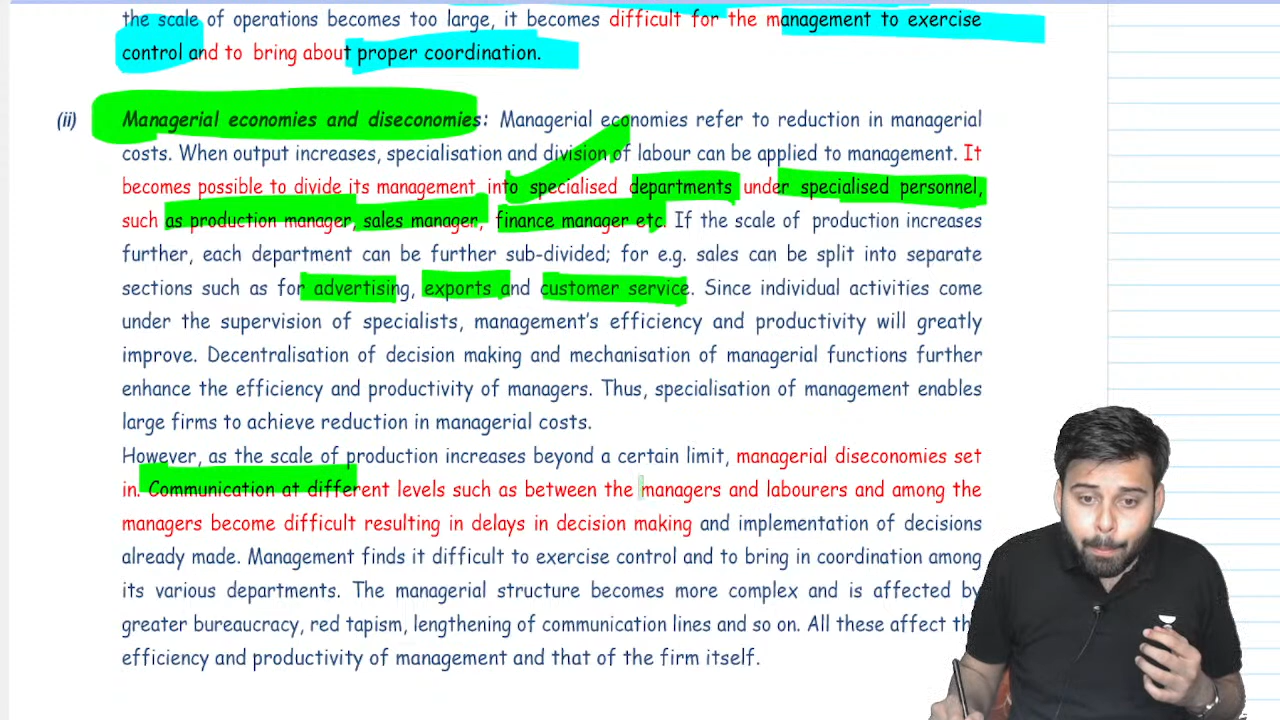 the scale of operations becomes too large, it becomes difficult for the management to exercise
control and to bring about proper coordination.
(ii) Managerial economies and diseconomies: Managerial economies refer to reduction in managerial
costs. When output increases, specialisation and division of labour can be applied to management. It
becomes possible to divide its management into specialised departments under specialised personnel,
such as production manager, sales manager, finance manager etc. If the scale of production increases
further, each department can be further sub-divided; for e.g. sales can be split into separate
sections such as for advertising, exports and customer service. Since individual activities come
under the supervision of specialists, management's efficiency and productivity will greatly
improve. Decentralisation of decision making and mechanisation of managerial functions further
enhance the efficiency and productivity of managers. Thus, specialisation of management enables
large firms to achieve reduction in managerial costs.
However, as the scale of production increases beyond a certain limit, managerial diseconomies set
in. Communication at different levels such as between the managers and labourers and among the
managers become difficult resulting in delays in decision making and implementation of decisions
already made. Management finds it difficult to exercise control and to bring in coordination among
its various departments. The managerial structure becomes more complex and is affected by
greater bureaucracy, red tapism, lengthening of communication lines and so on. All these affect th
efficiency and productivity of management and that of the firm itself.